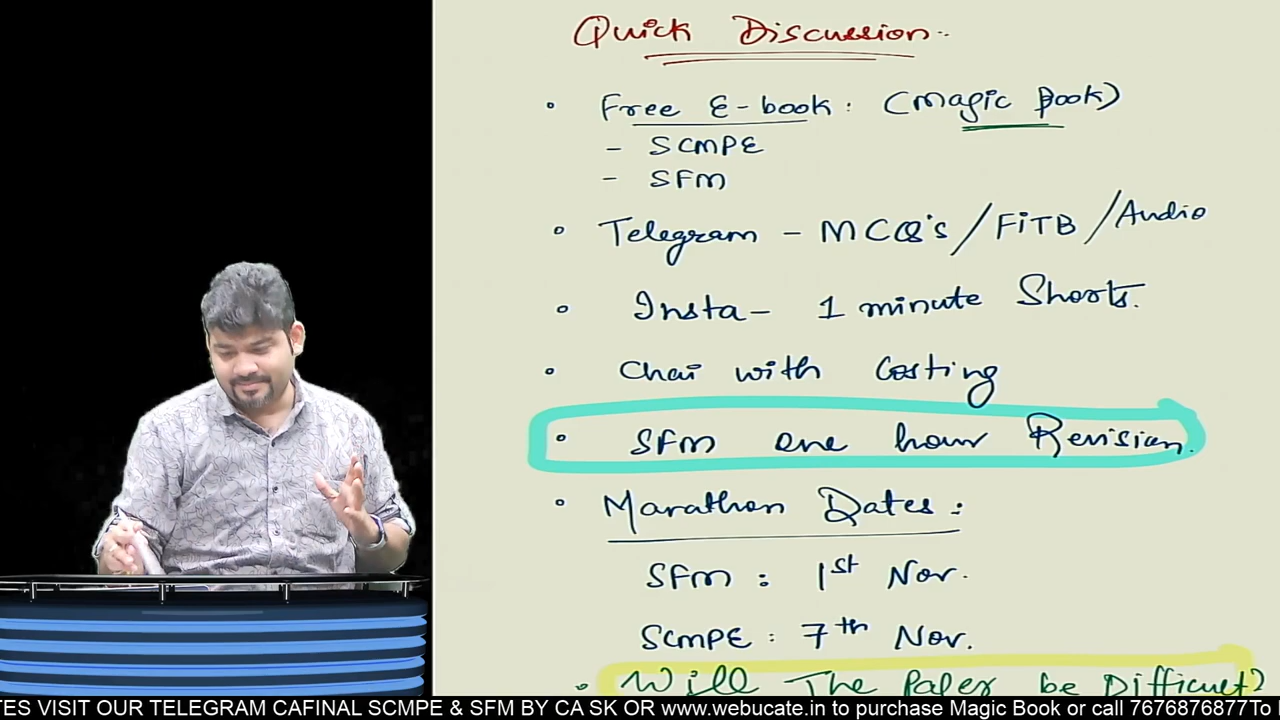 Quick Discussion..
• Free E-book: (Magic Book)
- SCMPE
- SFM
• Telegram - MCQ's / FiTB / Audio
• Insta - 1 minute Shorts.
• Chai with Costing
• SFM one hour Revision.
• Marathon Dates:
SFM: 1st Nov.
SCMPE: 7th Nov.
• Will The Paper be Difficult?
TES VISIT OUR TELEGRAM CAFINAL SCMPE & SFM BY CA SK OR www.webucate.in to purchase Magic Book or call 7676876877To